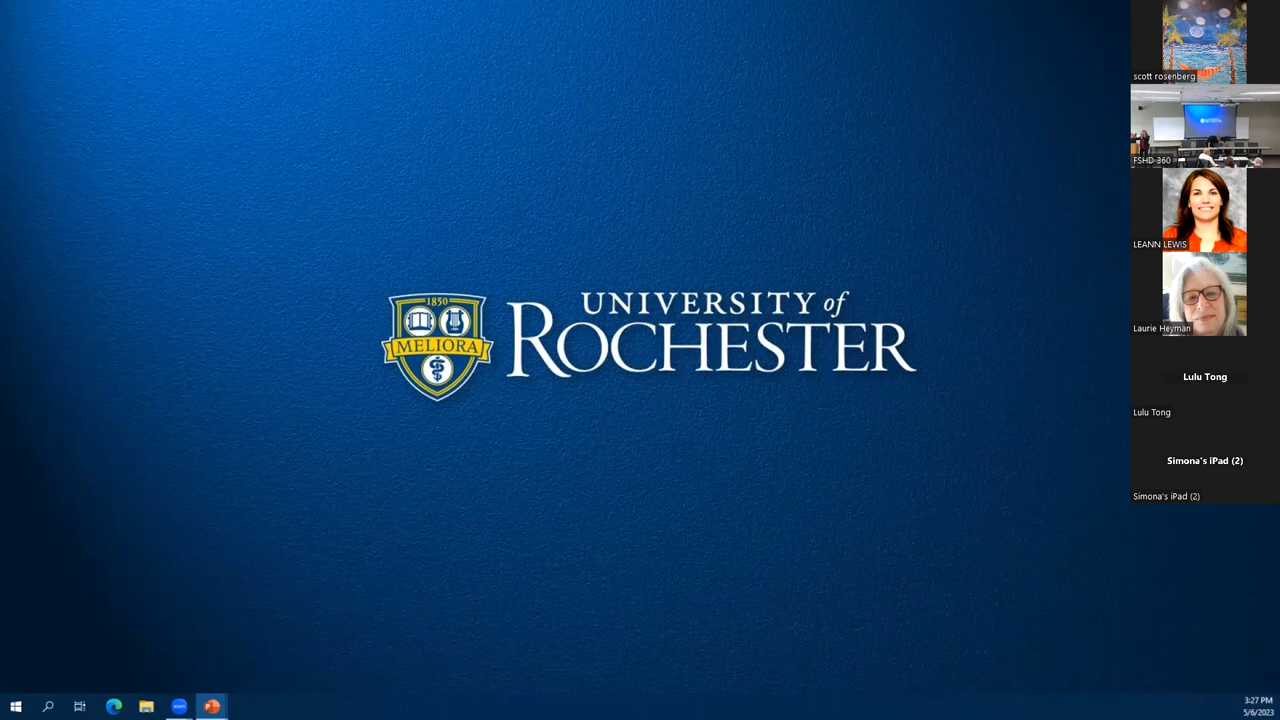 1850
MELIORA
UNIVERSITY of
ROCHESTER
scott rosenberg
FSHD 360
LEANN LEWIS
Laurie Heyman
Lulu Tong
Lulu Tong
Simona's iPad (2)
Simona's iPad (2)
3:27 PM
5/6/2023